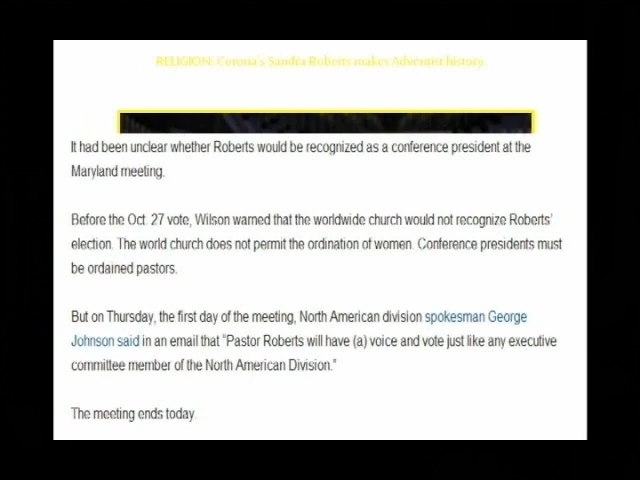 RELIGION: Corona's Sandra Roberts makes Adventist history
It had been unclear whether Roberts would be recognized as a conference president at the
Maryland meeting.
Before the Oct. 27 vote, Wilson warned that the worldwide church would not recognize Roberts'
election. The world church does not permit the ordination of women. Conference presidents must
be ordained pastors.
But on Thursday, the first day of the meeting, North American division spokesman George
Johnson said in an email that "Pastor Roberts will have (a) voice and vote just like any executive
committee member of the North American Division."
The meeting ends today.